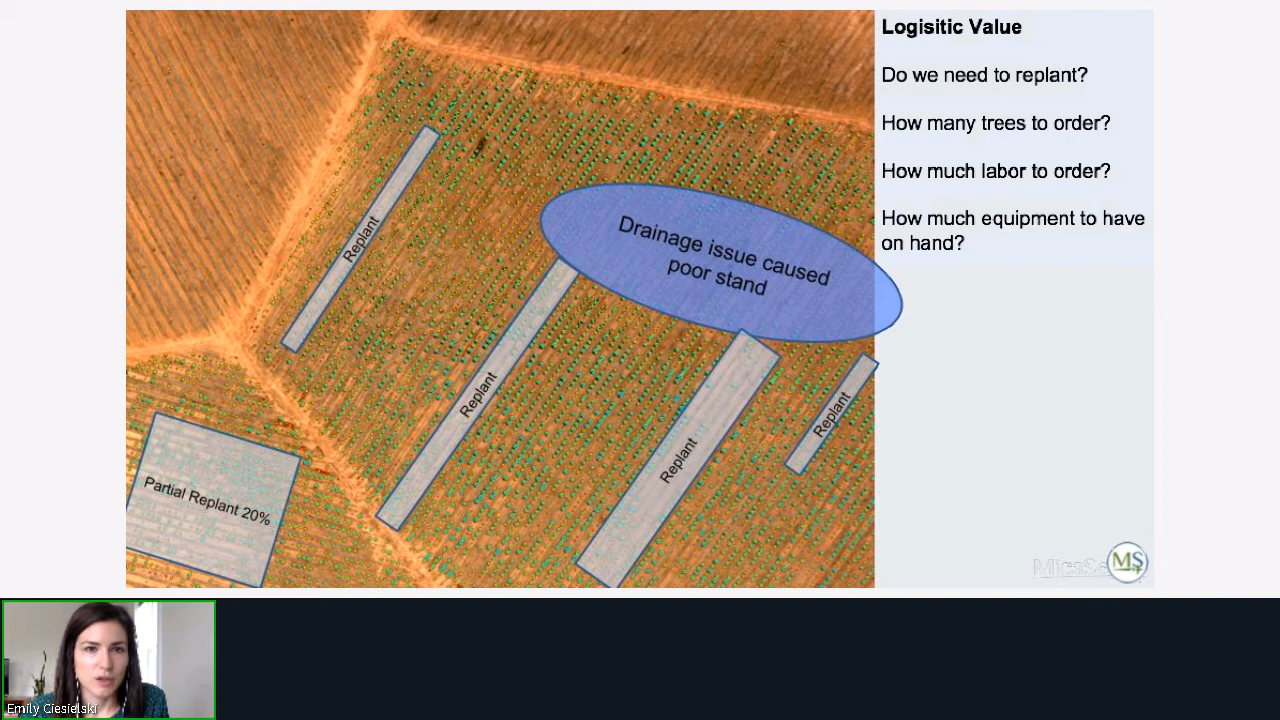 Logisitic Value
Do we need to replant?
How many trees to order?
How much labor to order?
How much equipment to have
on hand?
Drainage issue caused
poor stand
Replant
Replant
Replant
Replant
Partial Replant 20%
MS
Emily Ciesielski